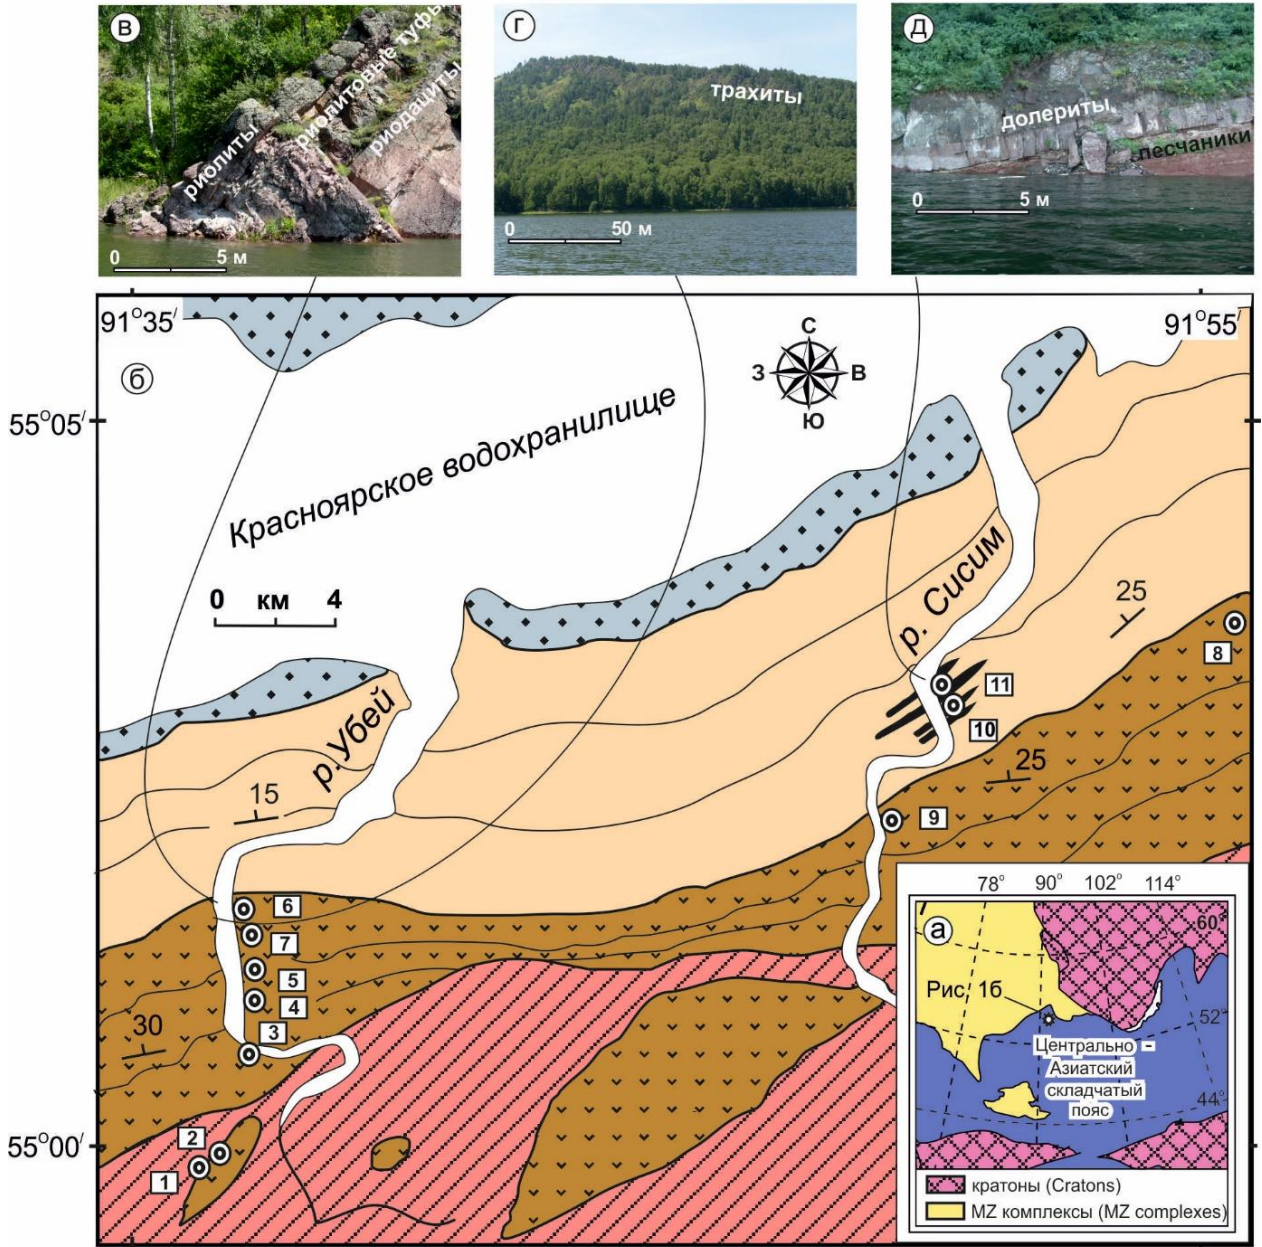 в
риолиты
риолитовые туфы
риодациты
0 5 м
г
трахиты
0 50 м
д
долериты
песчаники
0 5 м
91°35′
91°55′
б
С
З В
Ю
55°05′
Красноярское водохранилище
0 км 4
р. Сисим
25
8
11
10
р.Убей
15
25
9
6
7
5
4
3
30
55°00′
2
1
78° 90° 102° 114°
а
60°
Рис. 1б
52°
Центрально –
Азиатский
складчатый
пояс
44°
кратоны (Cratons)
MZ комплексы (MZ complexes)